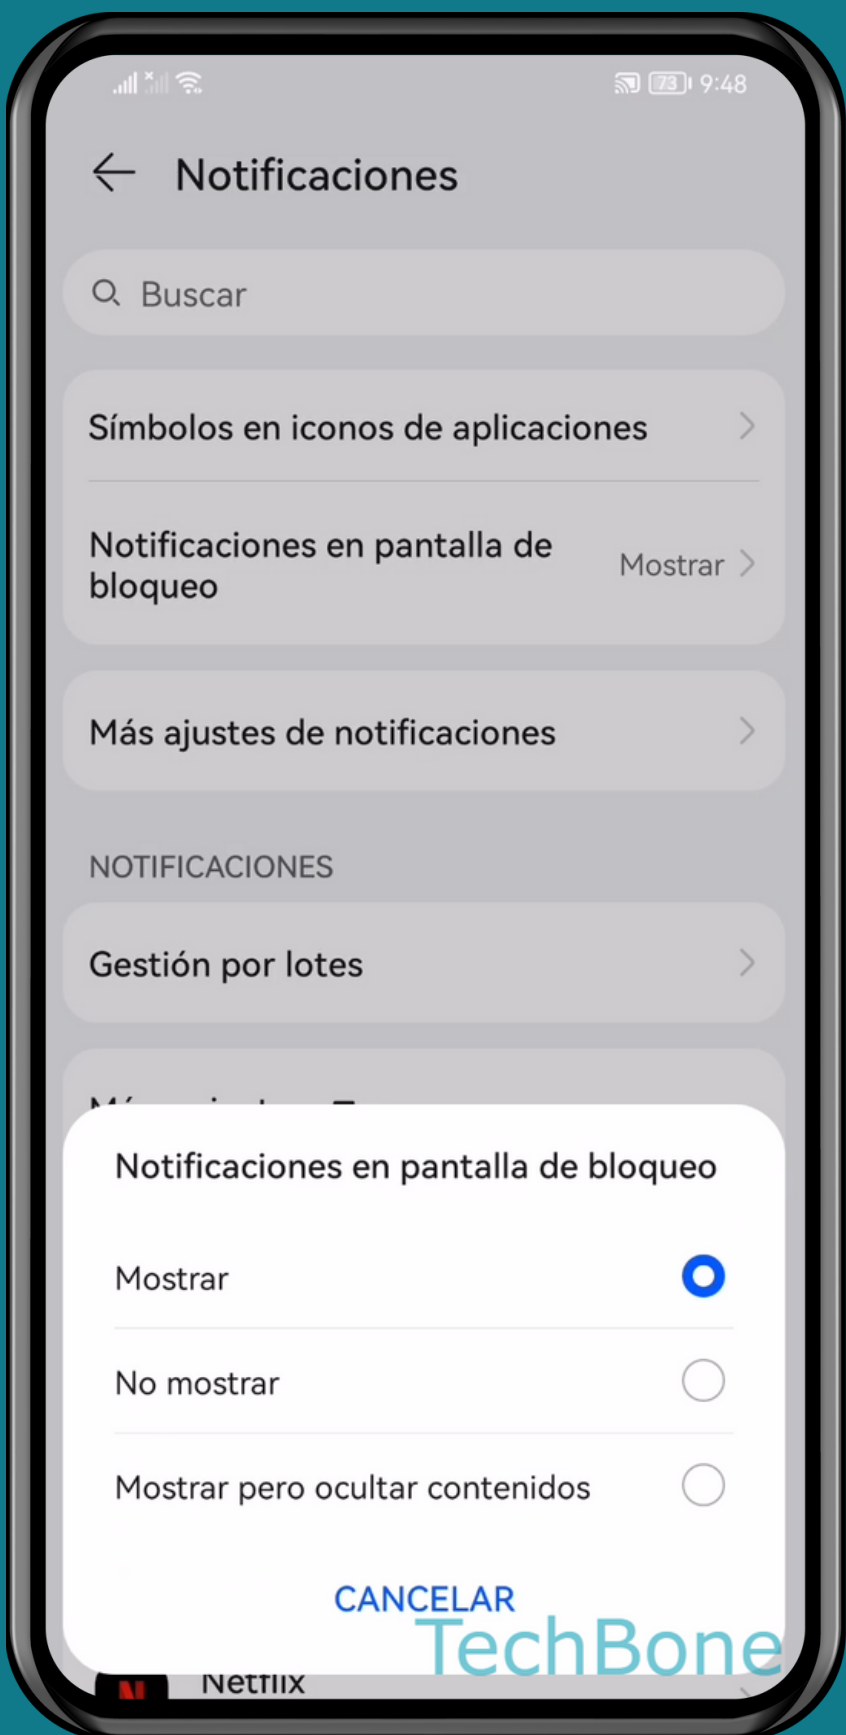 73 9:48
Notificaciones
Buscar
Símbolos en iconos de aplicaciones
Notificaciones en pantalla de
bloqueo
Mostrar
Más ajustes de notificaciones
NOTIFICACIONES
Gestión por lotes
Notificaciones en pantalla de bloqueo
Mostrar
No mostrar
Mostrar pero ocultar contenidos
CANCELAR
TechBone
Netflix